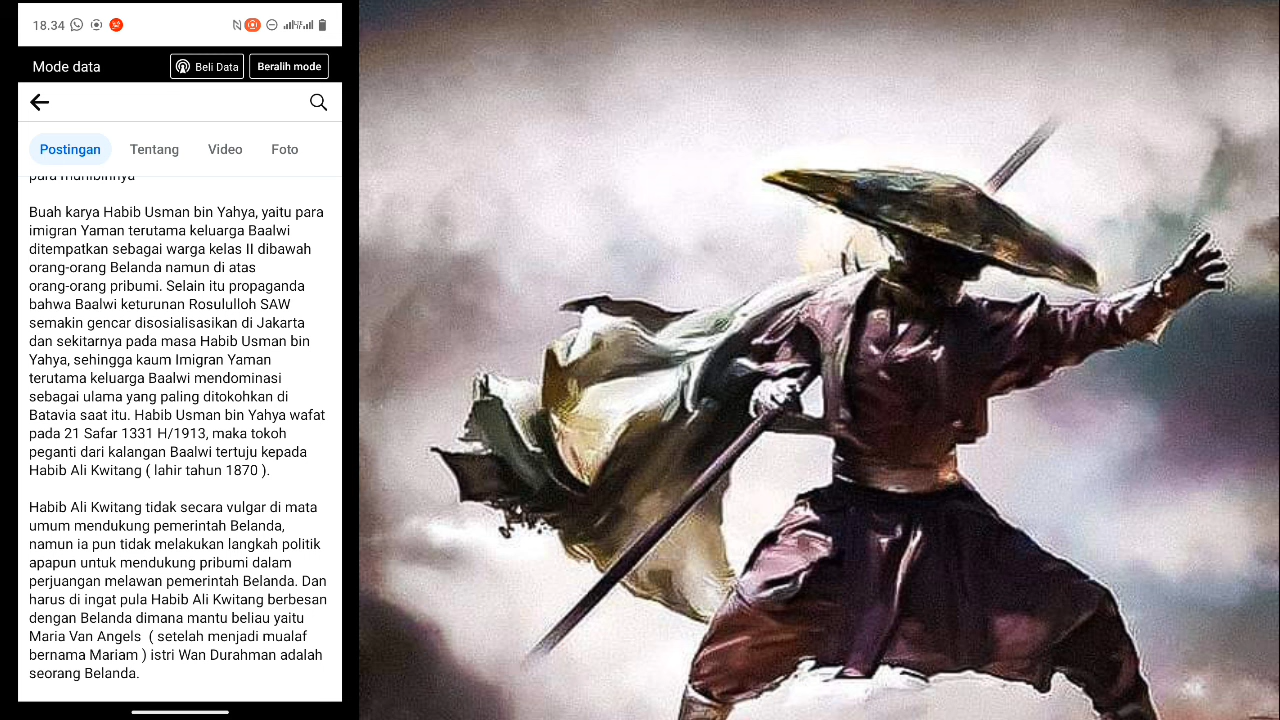 18.34
Mode data
Beli Data
Beralih mode
Postingan
Tentang
Video
Foto
para muhibinnya
Buah karya Habib Usman bin Yahya, yaitu para
imigran Yaman terutama keluarga Baalwi
ditempatkan sebagai warga kelas II dibawah
orang-orang Belanda namun di atas
orang-orang pribumi. Selain itu propaganda
bahwa Baalwi keturunan Rosululloh SAW
semakin gencar disosialisasikan di Jakarta
dan sekitarnya pada masa Habib Usman bin
Yahya, sehingga kaum Imigran Yaman
terutama keluarga Baalwi mendominasi
sebagai ulama yang paling ditokohkan di
Batavia saat itu. Habib Usman bin Yahya wafat
pada 21 Safar 1331 H/1913, maka tokoh
peganti dari kalangan Baalwi tertuju kepada
Habib Ali Kwitang ( lahir tahun 1870 ).
Habib Ali Kwitang tidak secara vulgar di mata
umum mendukung pemerintah Belanda,
namun ia pun tidak melakukan langkah politik
apapun untuk mendukung pribumi dalam
perjuangan melawan pemerintah Belanda. Dan
harus di ingat pula Habib Ali Kwitang berbesan
dengan Belanda dimana mantu beliau yaitu
Maria Van Angels  ( setelah menjadi mualaf
bernama Mariam ) istri Wan Durahman adalah
seorang Belanda.